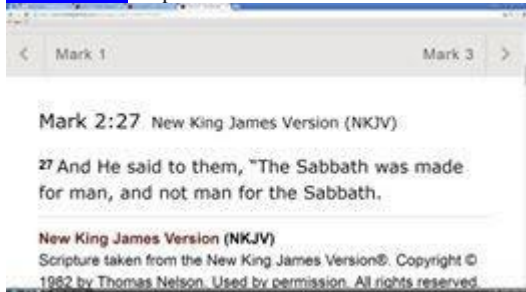 Mark 1
Mark 3
Mark 2:27 New King James Version (NKJV)
27 And He said to them, “The Sabbath was made
for man, and not man for the Sabbath.
New King James Version (NKJV)
Scripture taken from the New King James Version®. Copyright ©
1982 by Thomas Nelson. Used by permission. All rights reserved.